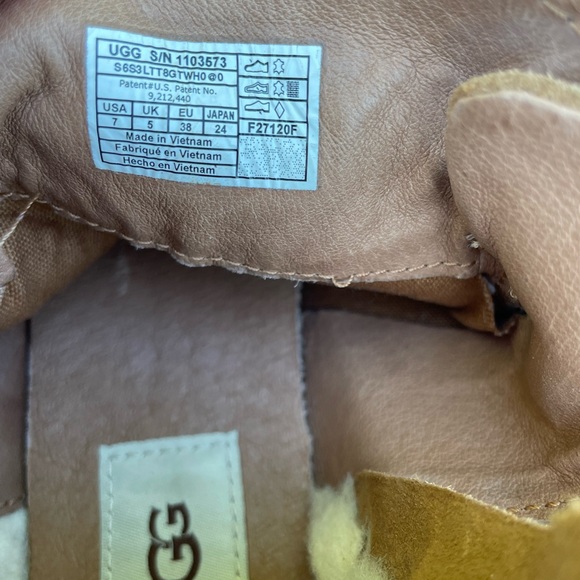 UGG S/N 1103573
S6S3LTT8GTWH0@0
Patent#U.S. Patent No.
9,212,440
USA UK EU JAPAN
7 5 38 24
F27120F
Made in Vietnam
Fabriqué en Vietnam
Hecho en Vietnam
UGG